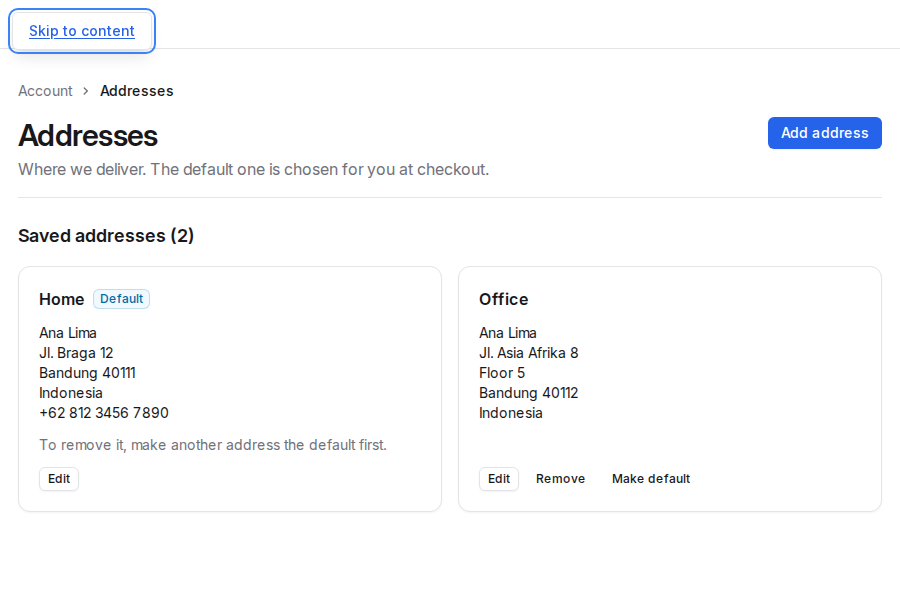 Skip to content
Account > Addresses
Addresses
Add address
Where we deliver. The default one is chosen for you at checkout.
Saved addresses (2)
Home Default
Ana Lima
Jl. Braga 12
Bandung 40111
Indonesia
+62 812 3456 7890
To remove it, make another address the default first.
Edit
Office
Ana Lima
Jl. Asia Afrika 8
Floor 5
Bandung 40112
Indonesia
Edit Remove Make default